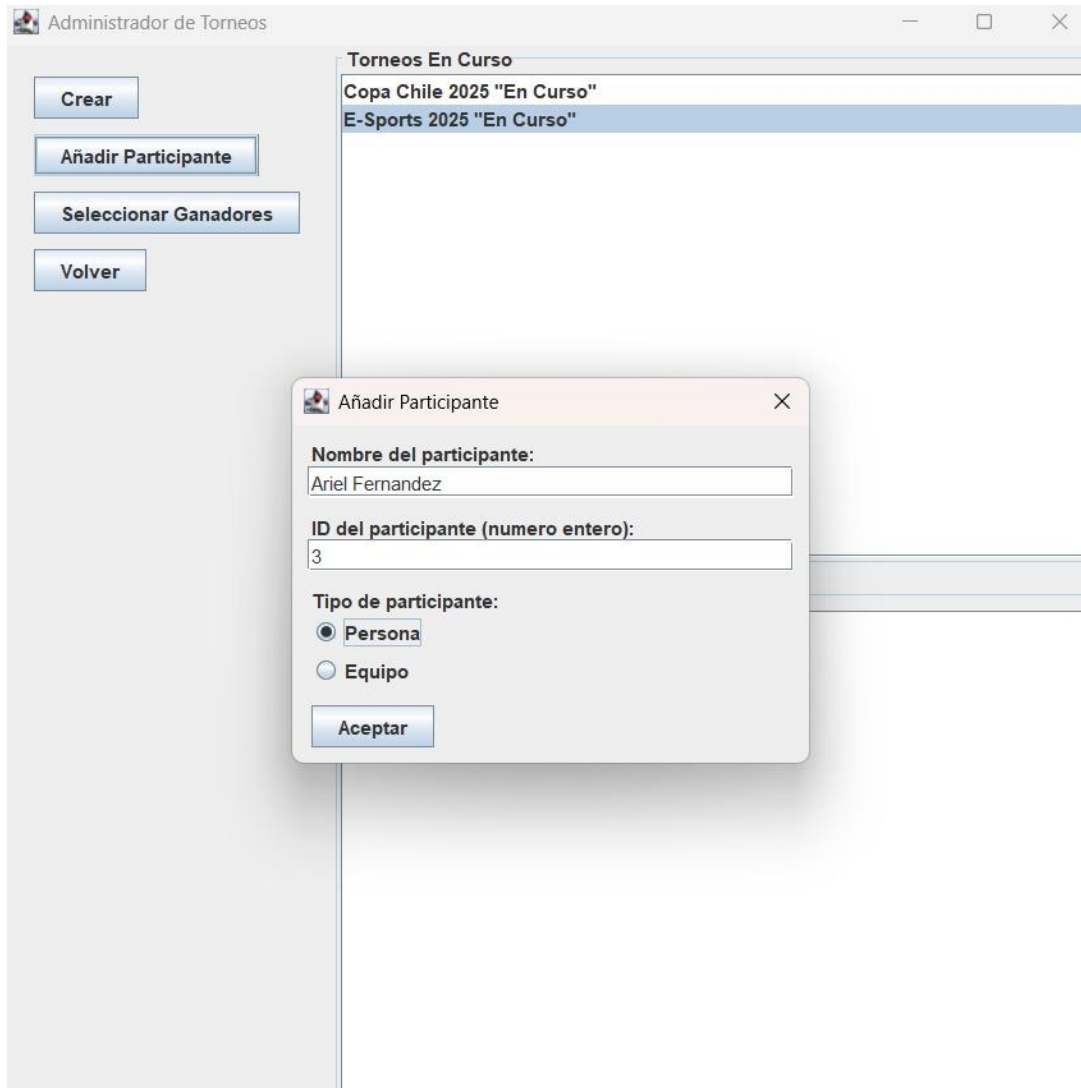 Administrador de Torneos
Crear
Añadir Participante
Seleccionar Ganadores
Volver
Torneos En Curso
Copa Chile 2025 "En Curso"
E-Sports 2025 "En Curso"
Añadir Participante
Nombre del participante:
Ariel Fernandez
ID del participante (numero entero):
3
Tipo de participante:
Persona
Equipo
Aceptar